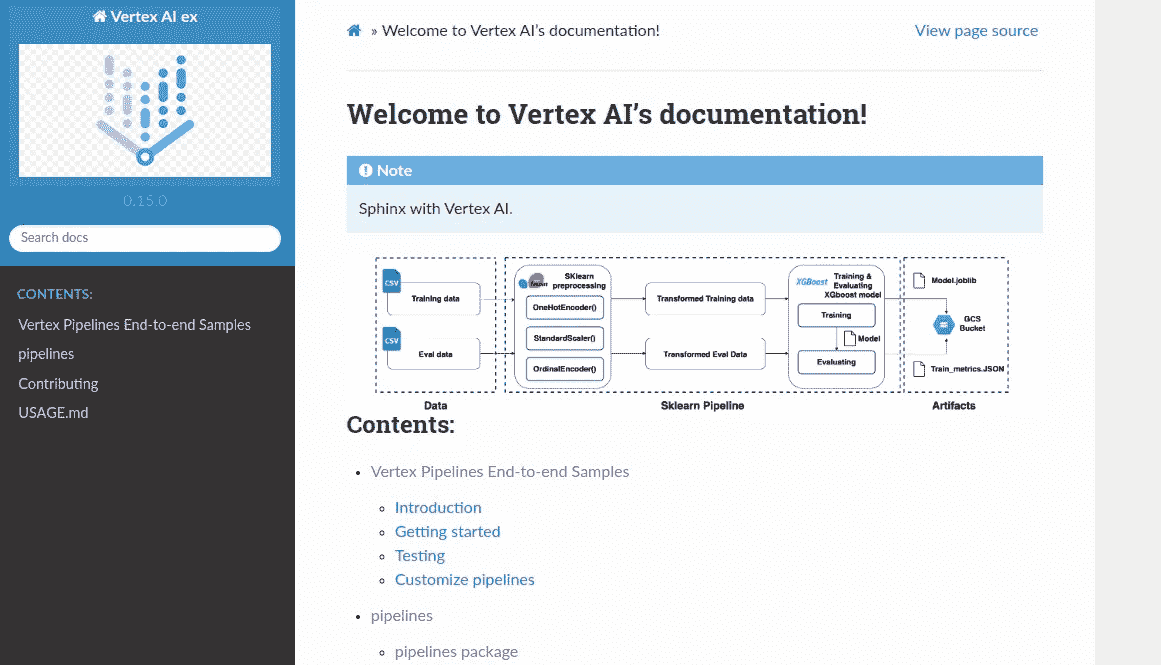 Vertex AI ex
0.15.0
Search docs
CONTENTS:
Vertex Pipelines End-to-end Samples
pipelines
Contributing
USAGE.md
» Welcome to Vertex AI's documentation!
View page source
Welcome to Vertex AI's documentation!
Note
Sphinx with Vertex AI.
CSV
Training data
CSV
Eval data
Data
SKlearn
preprocessing
OneHotEncoder()
StandardScaler()
OrdinalEncoder()
Transformed Training data
Transformed Eval Data
Sklearn Pipeline
XGBoost
Training &
Evaluating
XGboost model
Training
Model
Evaluating
Model.joblib
GCS
Bucket
Train_metrics.JSON
Artifacts
Contents:
Vertex Pipelines End-to-end Samples
Introduction
Getting started
Testing
Customize pipelines
pipelines
pipelines package